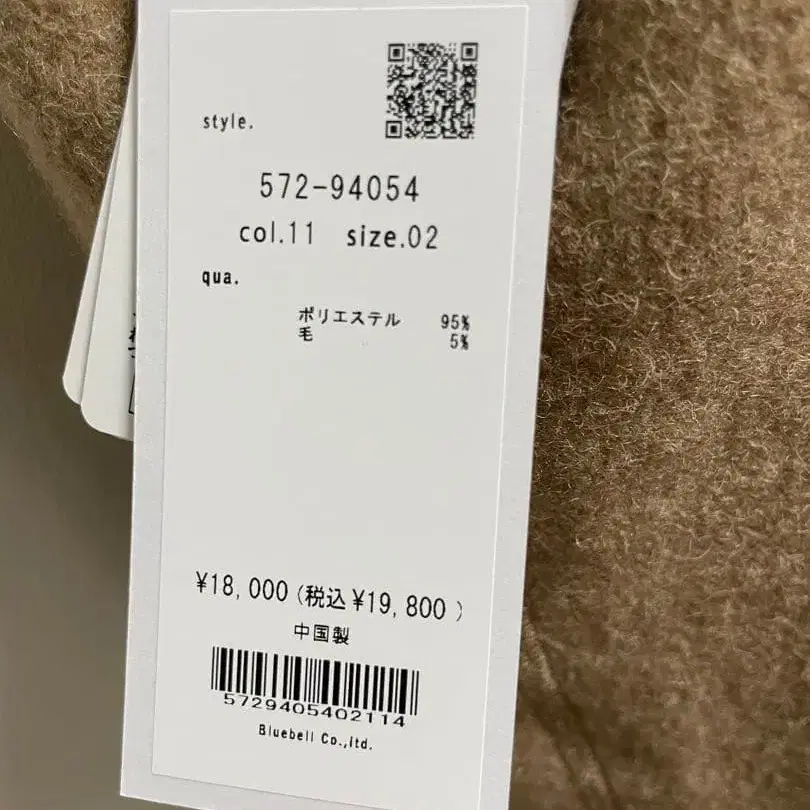 style.
572-94054
col.11 size.02
qua.
ポリエステル 95%
毛 5%
¥18,000(税込¥19,800 )
中国製
5729405402114
Bluebell Co.,ltd.